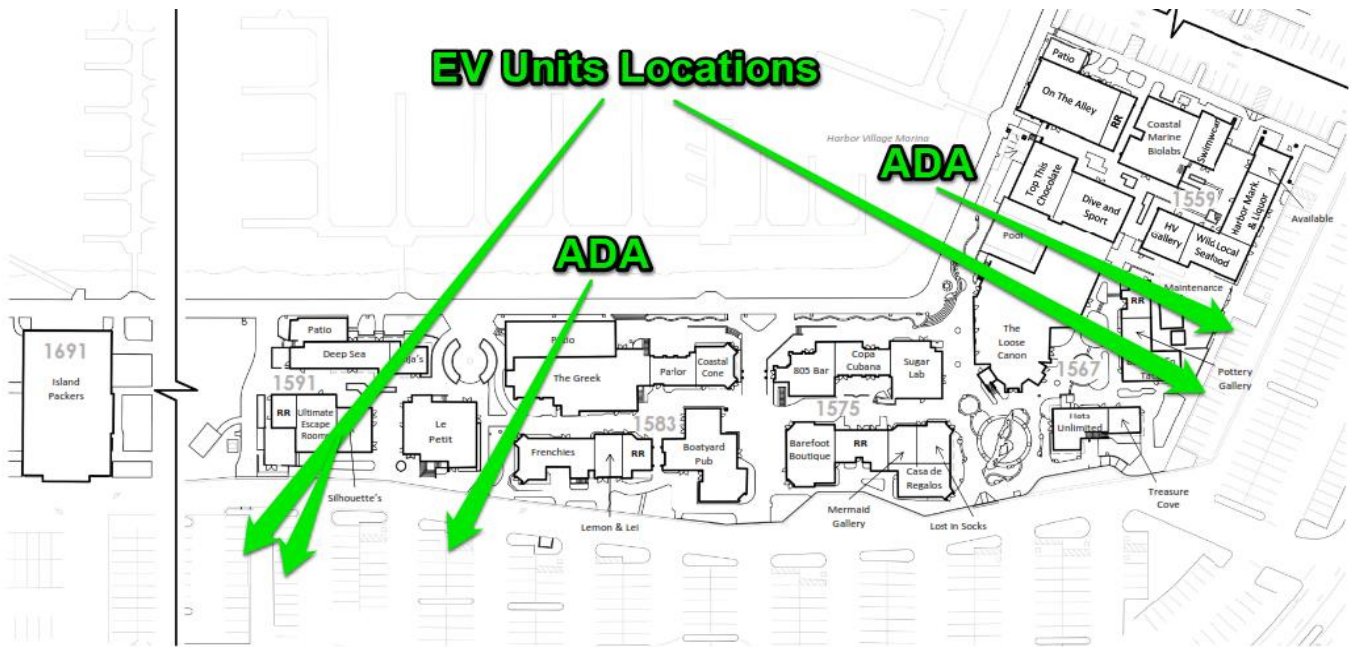 EV Units Locations
ADA
ADA
Harbor Village Marina
Patio
On The Alley
RR
Coastal
Marine
Biolabs
Swimwear
Top This
Chocolate
Dive and
Sport
Pool
1559
Harbor Mark.
& Liquor
Available
HV
Gallery
Wild Local
Seafood
Maintenance
RR
Pottery
Gallery
The
Loose
Canon
1567
Hats
Unlimited
Treasure
Cove
1691
Island
Packers
Patio
Deep Sea
1591
RR
Ultimate
Escape
Rooms
Silhouette's
Le
Petit
Patio
The Greek
Parlor
Coastal
Cone
1583
Frenchies
RR
Lemon & Lei
Boatyard
Pub
805 Bar
Copa
Cubana
Sugar
Lab
1575
Barefoot
Boutique
RR
Casa de
Regalos
Mermaid
Gallery
Lost in Socks